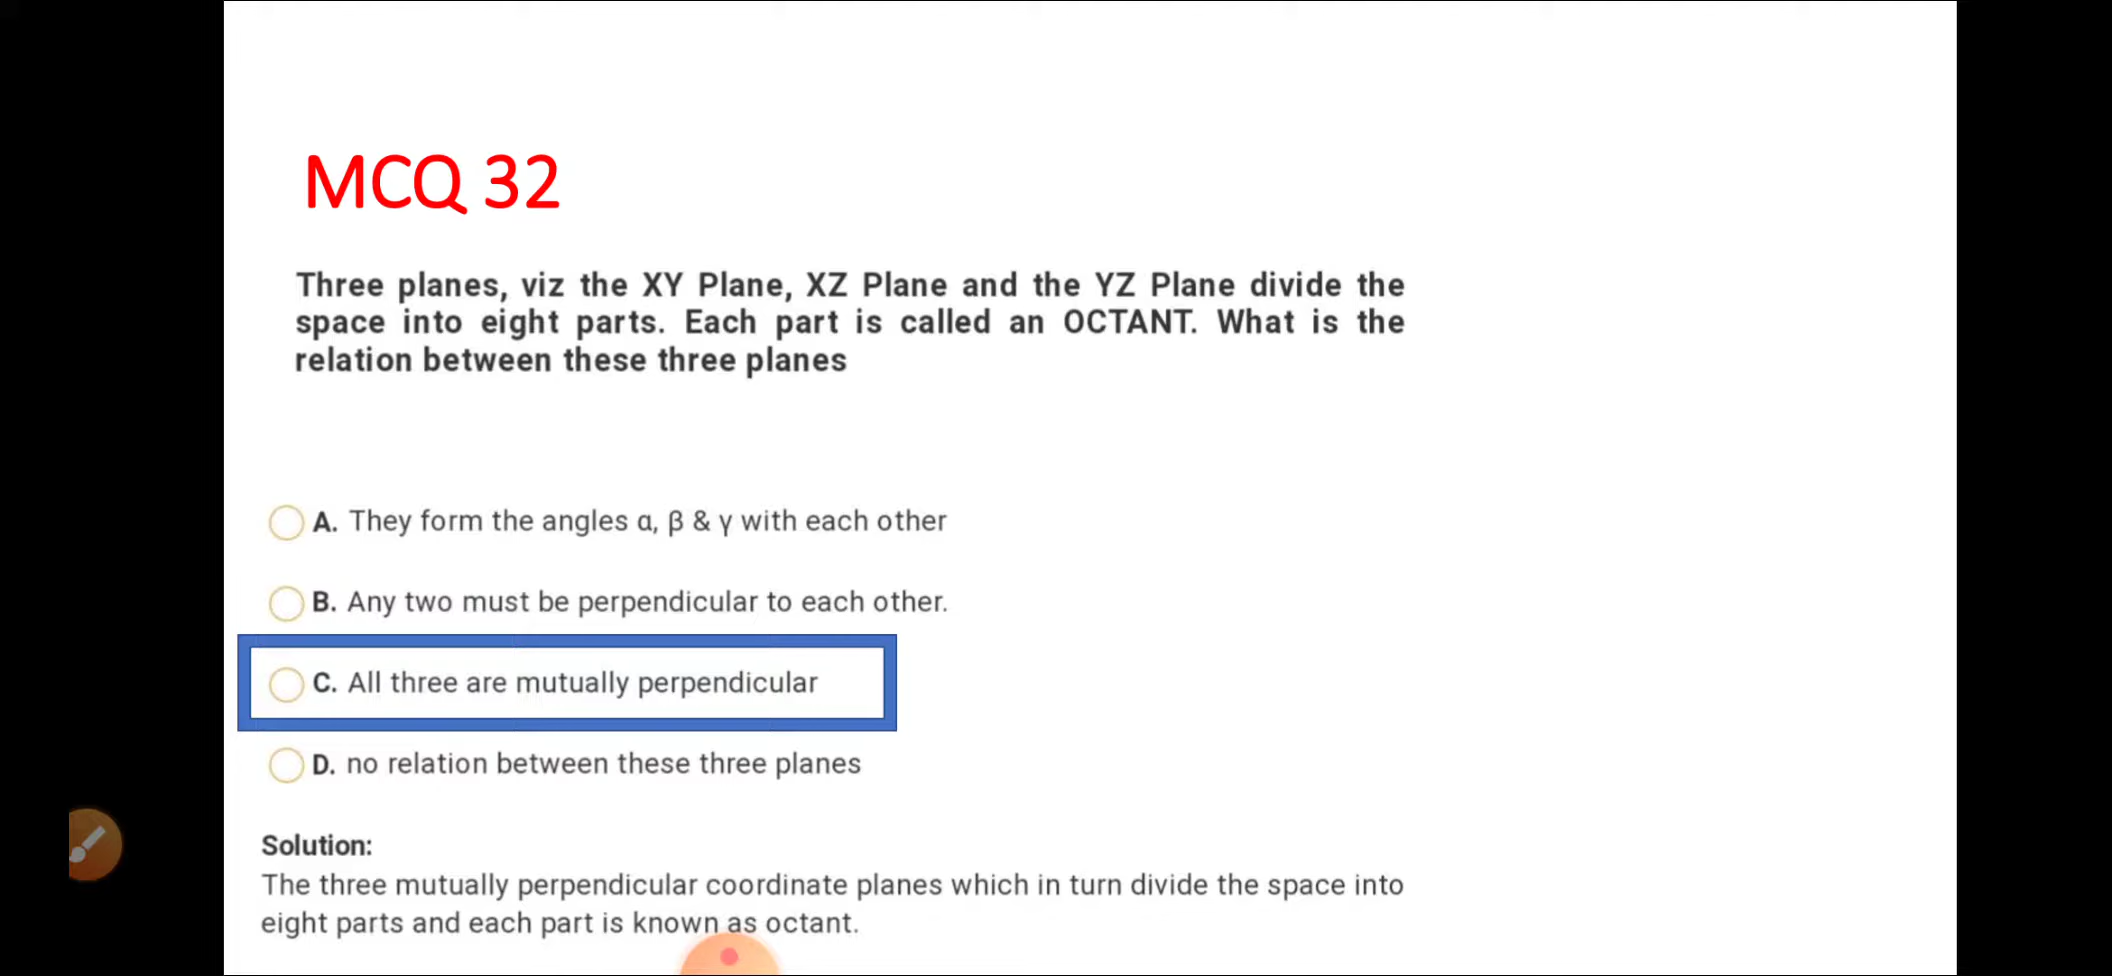 MCQ 32
Three planes, viz the XY Plane, XZ Plane and the YZ Plane divide the
space into eight parts. Each part is called an OCTANT. What is the
relation between these three planes
A. They form the angles α, β & γ with each other
B. Any two must be perpendicular to each other.
C. All three are mutually perpendicular
D. no relation between these three planes
Solution:
The three mutually perpendicular coordinate planes which in turn divide the space into
eight parts and each part is known as octant.